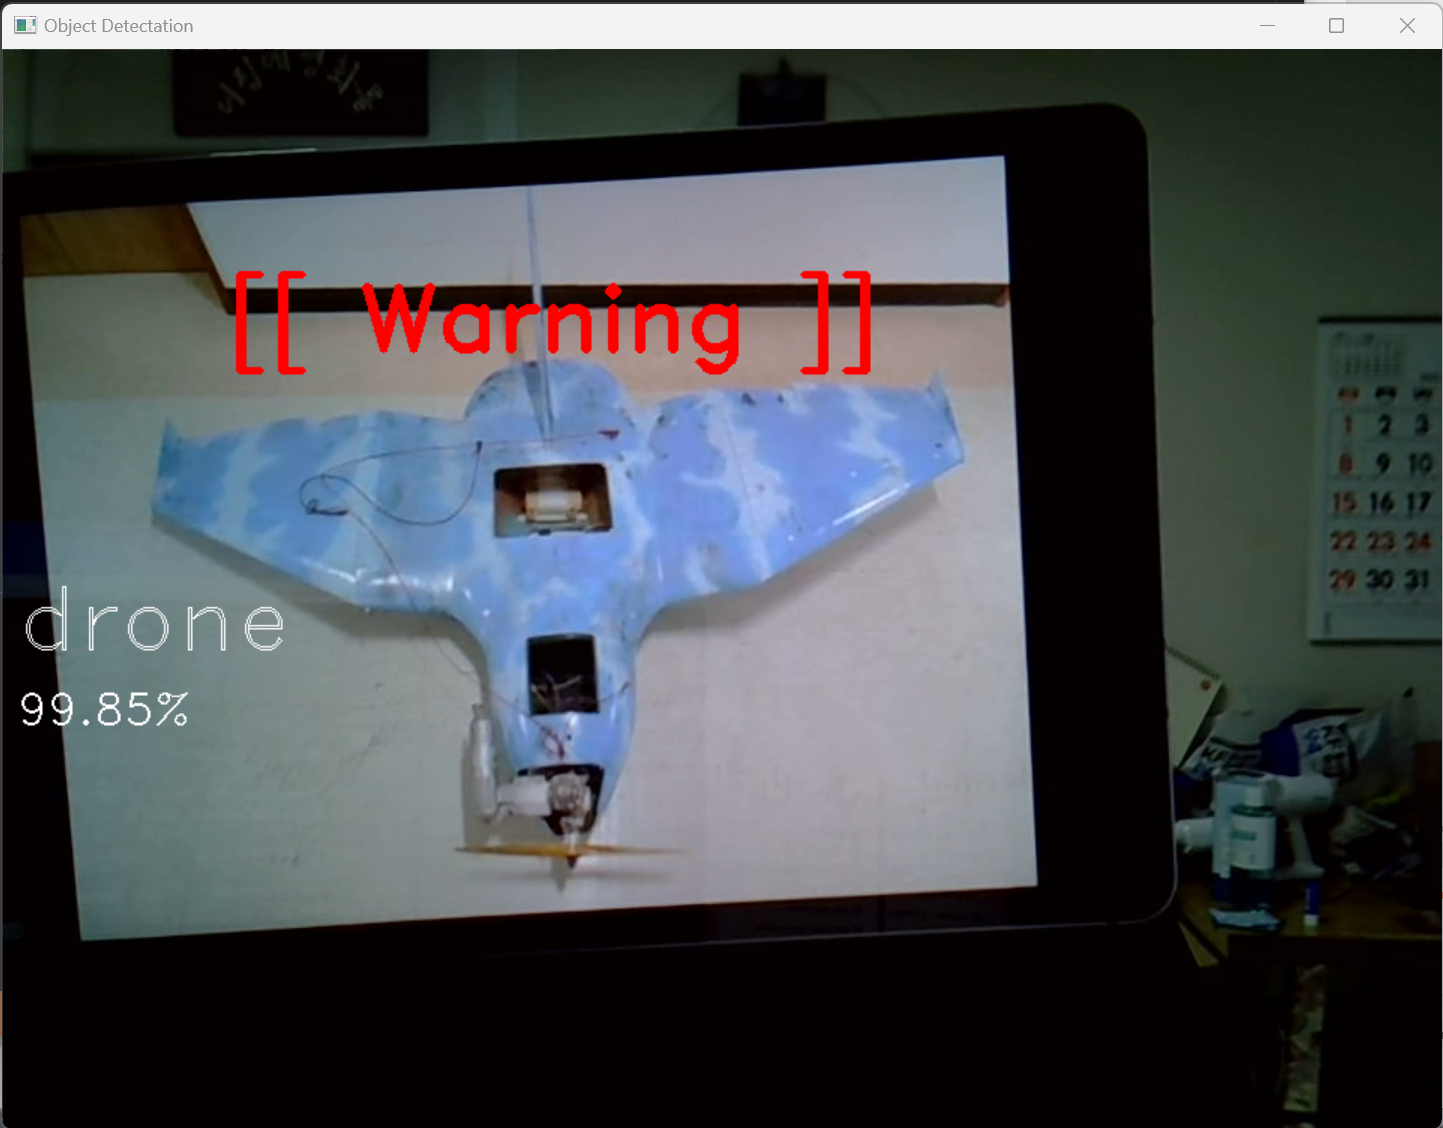 Object Detectation
[[ Warning ]]
drone
99.85%
1 2 3
8 9 10
15 16 17
22 23 24
29 30 31